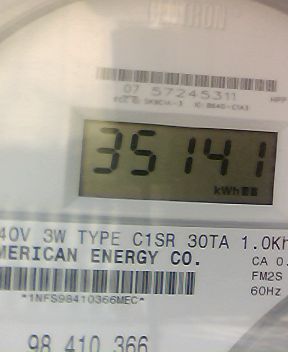 07 57245311
35141
kWh
40V 3W TYPE C1SR 30TA 1.0Kh
MERICAN ENERGY CO.
CA 0.
FM2S
60Hz
*1NFS98410366MEC*
98 410 366